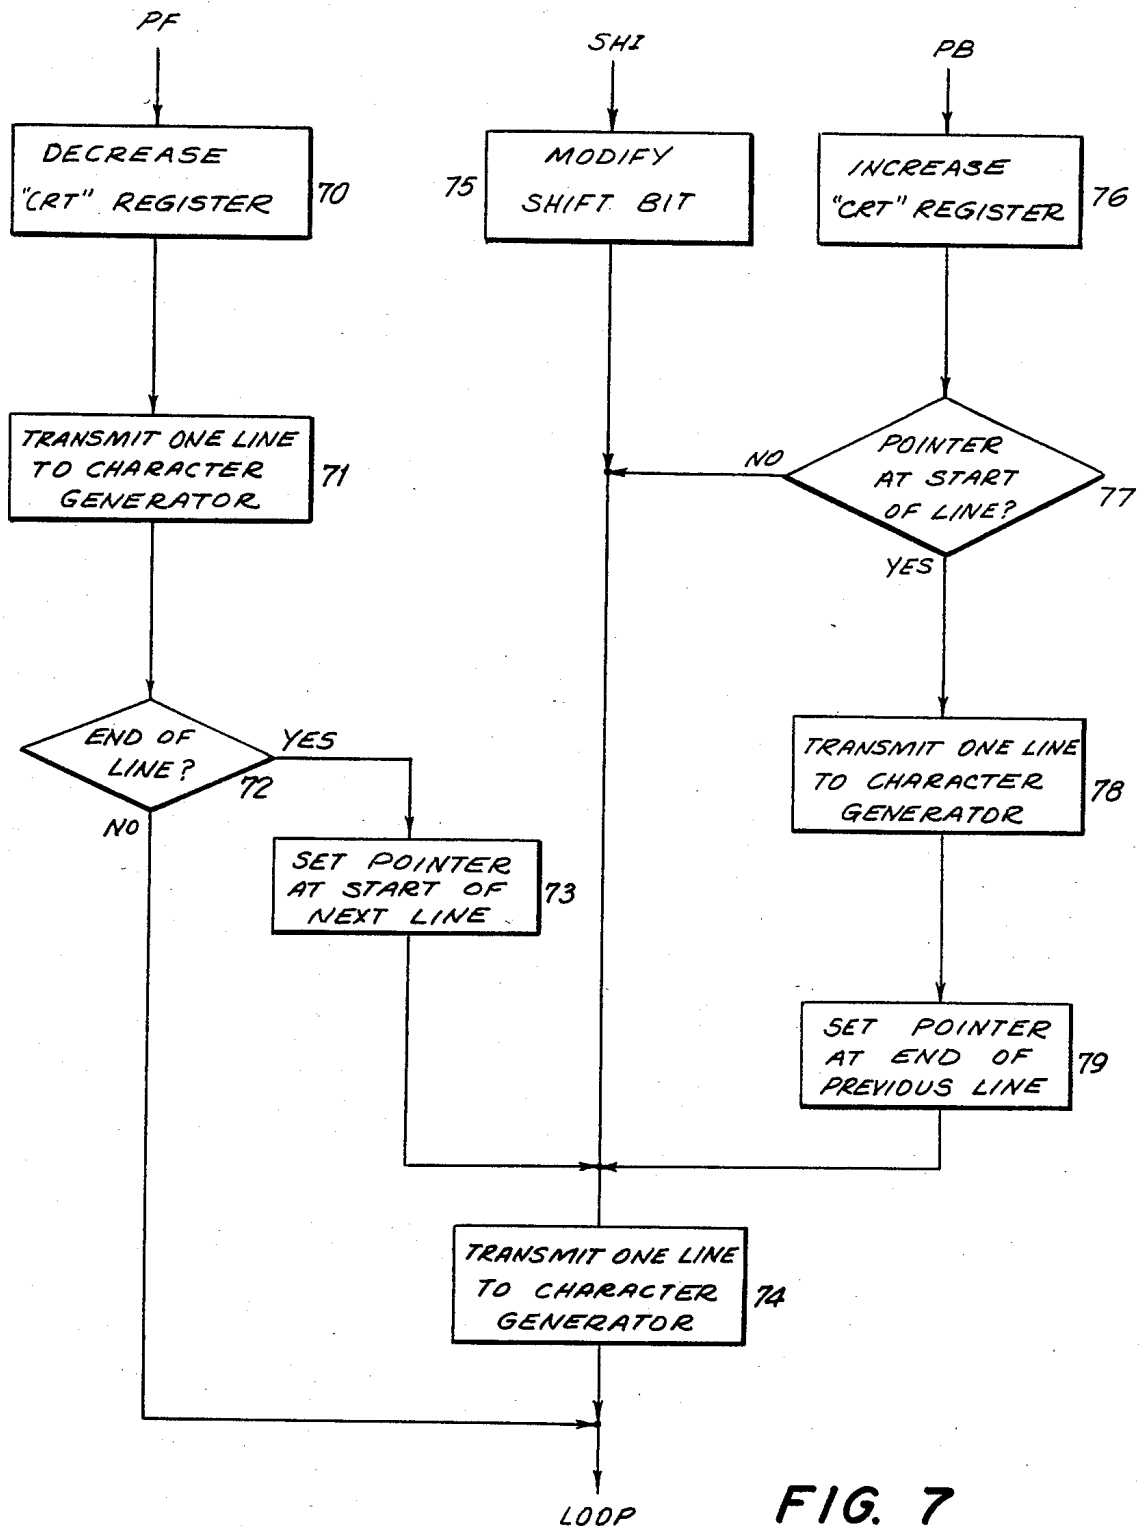 PF
DECREASE
"CRT" REGISTER
70
TRANSMIT ONE LINE
TO CHARACTER
GENERATOR
71
END OF
LINE?
72
YES
NO
SET POINTER
AT START OF
NEXT LINE
73
SHI
MODIFY
SHIFT BIT
75
PB
INCREASE
"CRT" REGISTER
76
POINTER
AT START
OF LINE?
77
NO
YES
TRANSMIT ONE LINE
TO CHARACTER
GENERATOR
78
SET POINTER
AT END OF
PREVIOUS LINE
79
TRANSMIT ONE LINE
TO CHARACTER
GENERATOR
74
LOOP
FIG. 7